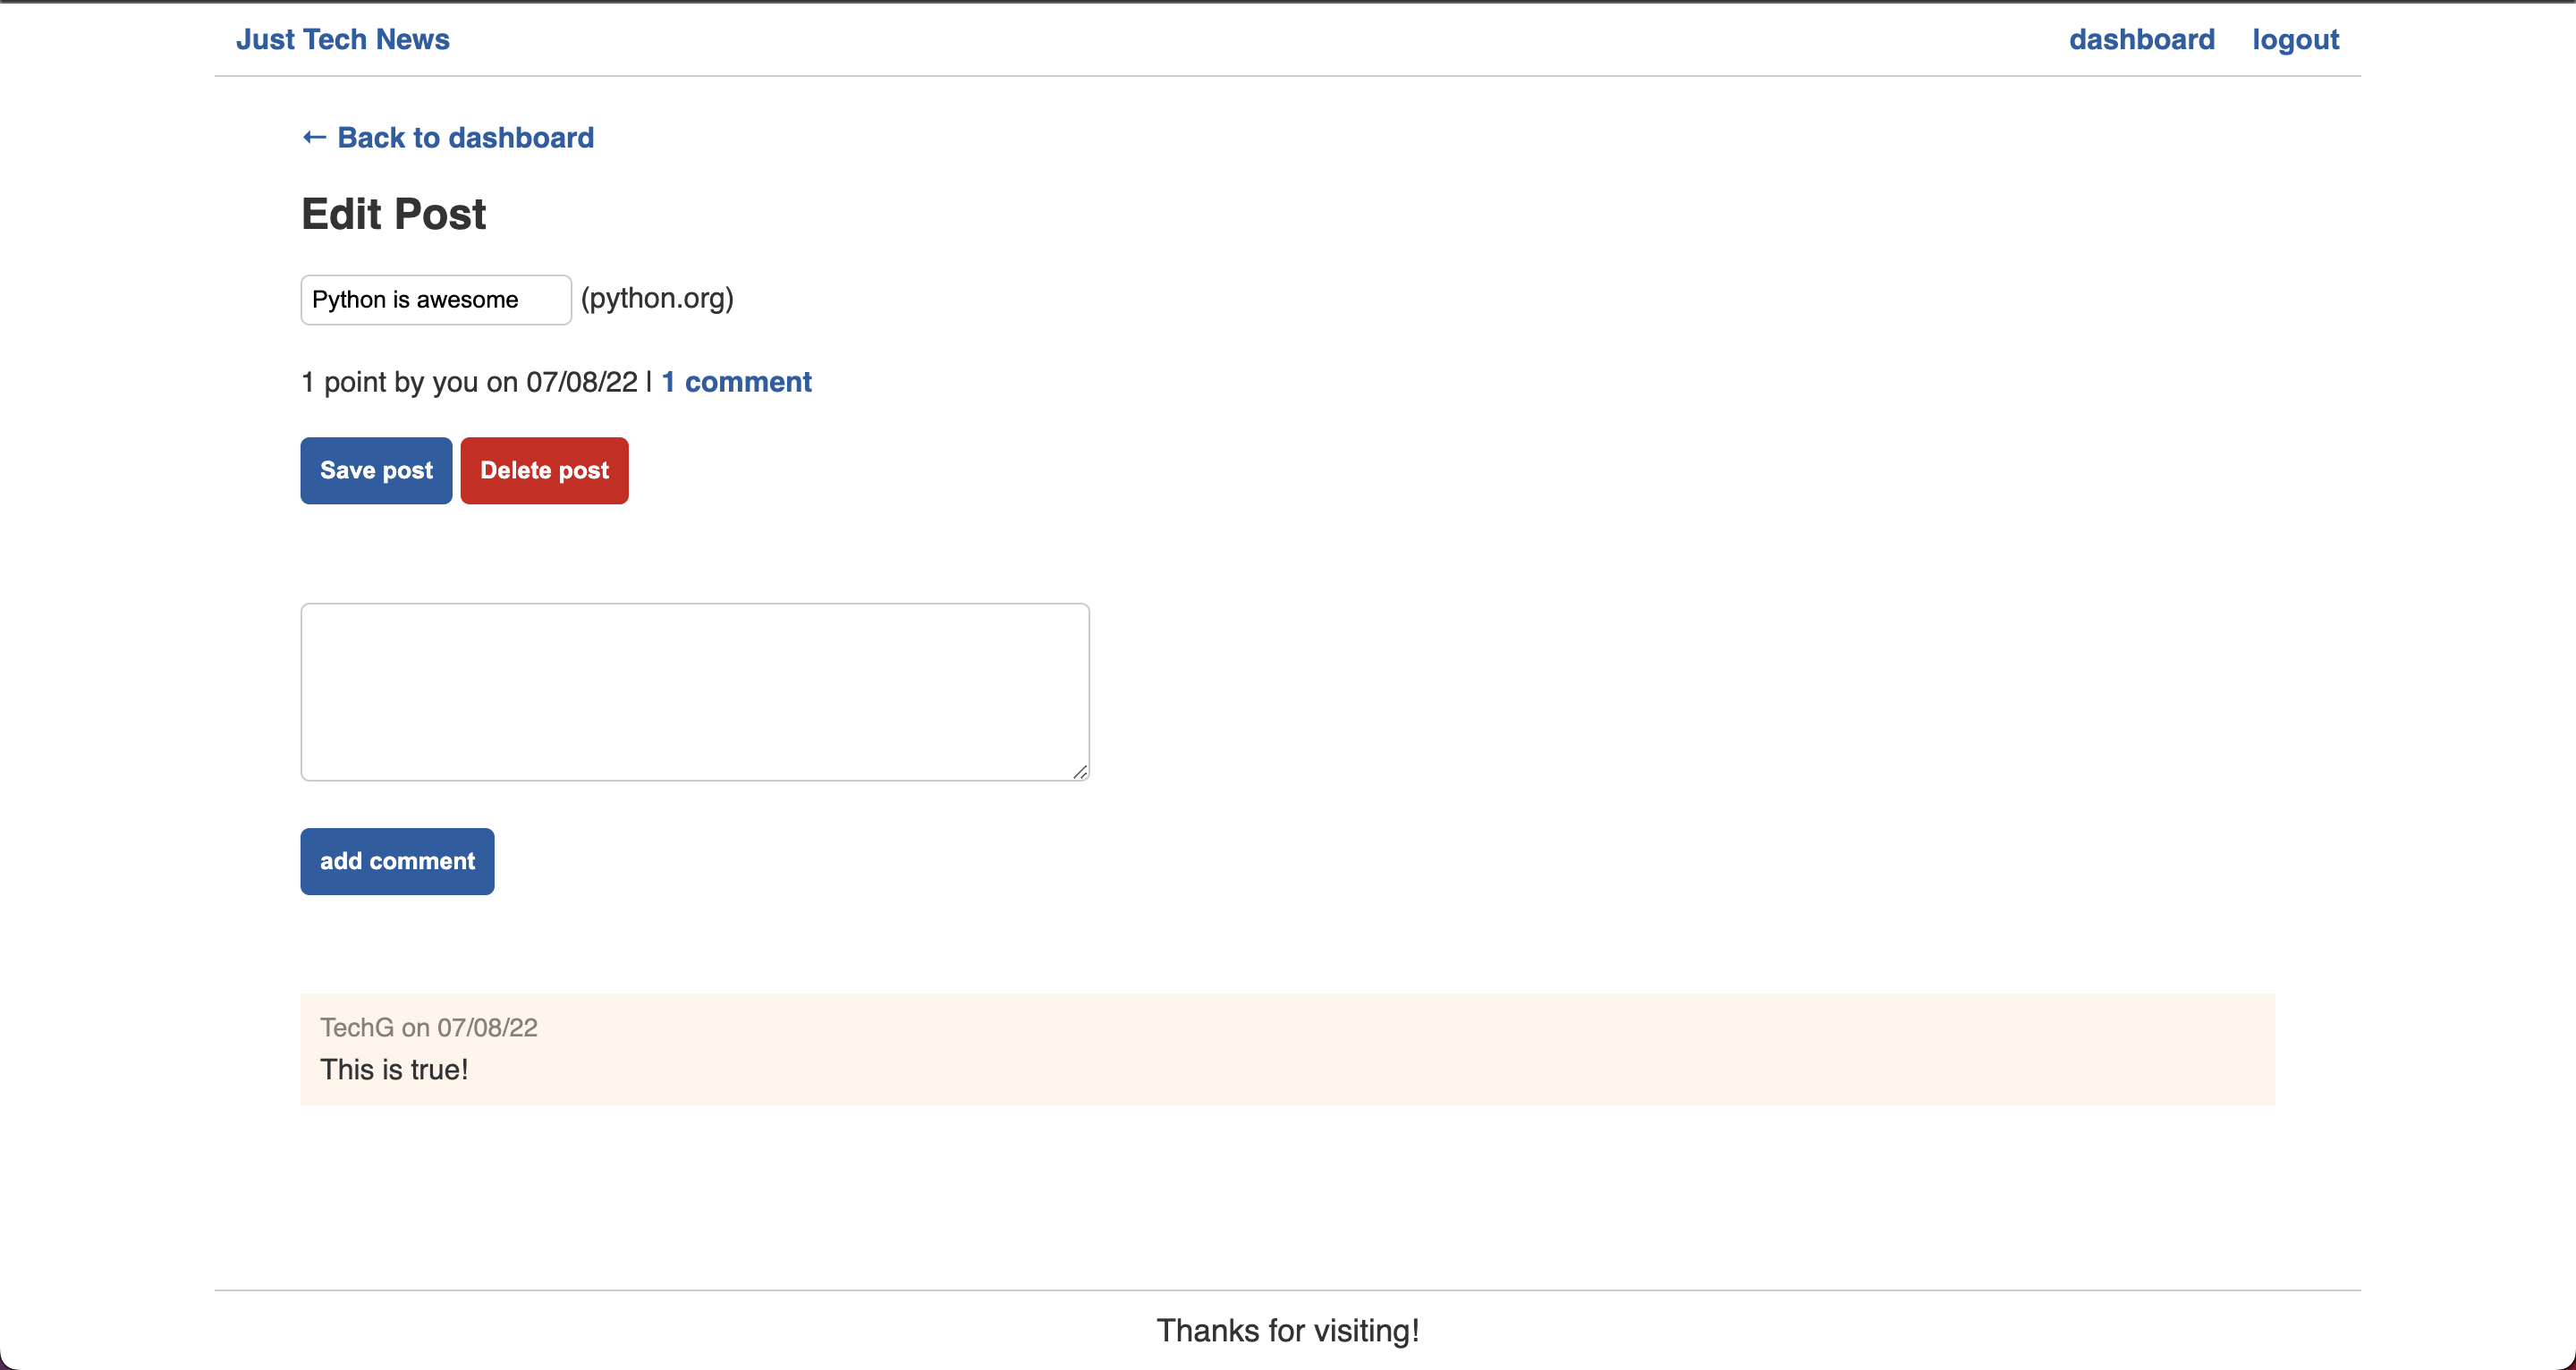 Just Tech News dashboard logout
← Back to dashboard
Edit Post
Python is awesome (python.org)
1 point by you on 07/08/22 | 1 comment
Save post Delete post
add comment
TechG on 07/08/22
This is true!
Thanks for visiting!